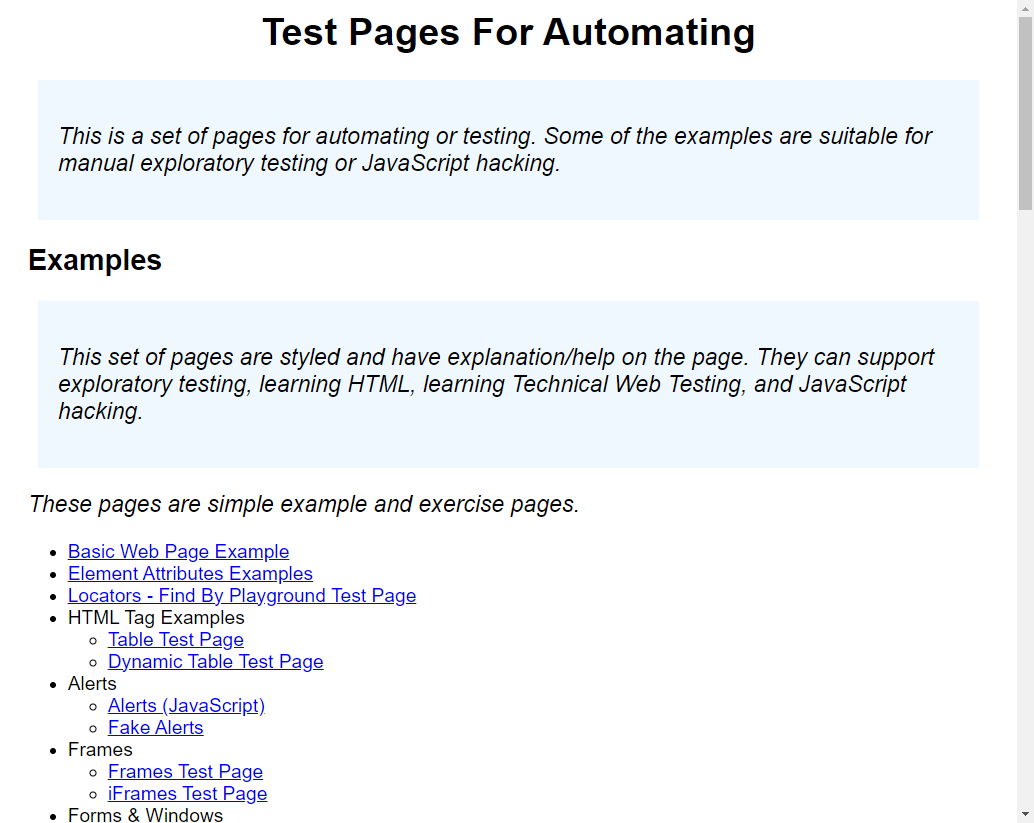 Test Pages For Automating
This is a set of pages for automating or testing. Some of the examples are suitable for
manual exploratory testing or JavaScript hacking.
Examples
This set of pages are styled and have explanation/help on the page. They can support
exploratory testing, learning HTML, learning Technical Web Testing, and JavaScript
hacking.
These pages are simple example and exercise pages.
Basic Web Page Example
Element Attributes Examples
Locators - Find By Playground Test Page
HTML Tag Examples
Table Test Page
Dynamic Table Test Page
Alerts
Alerts (JavaScript)
Fake Alerts
Frames
Frames Test Page
iFrames Test Page
Forms & Windows